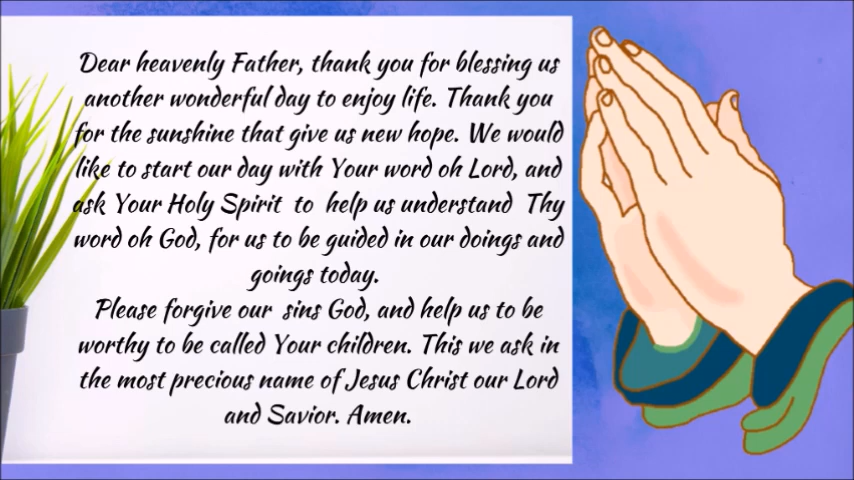 Dear heavenly Father, thank you for blessing us
another wonderful day to enjoy life. Thank you
for the sunshine that give us new hope. We would
like to start our day with Your word oh Lord, and
ask Your Holy Spirit to help us understand Thy
word oh God, for us to be guided in our doings and
goings today.
Please forgive our sins God, and help us to be
worthy to be called Your children. This we ask in
the most precious name of Jesus Christ our Lord
and Savior. Amen.